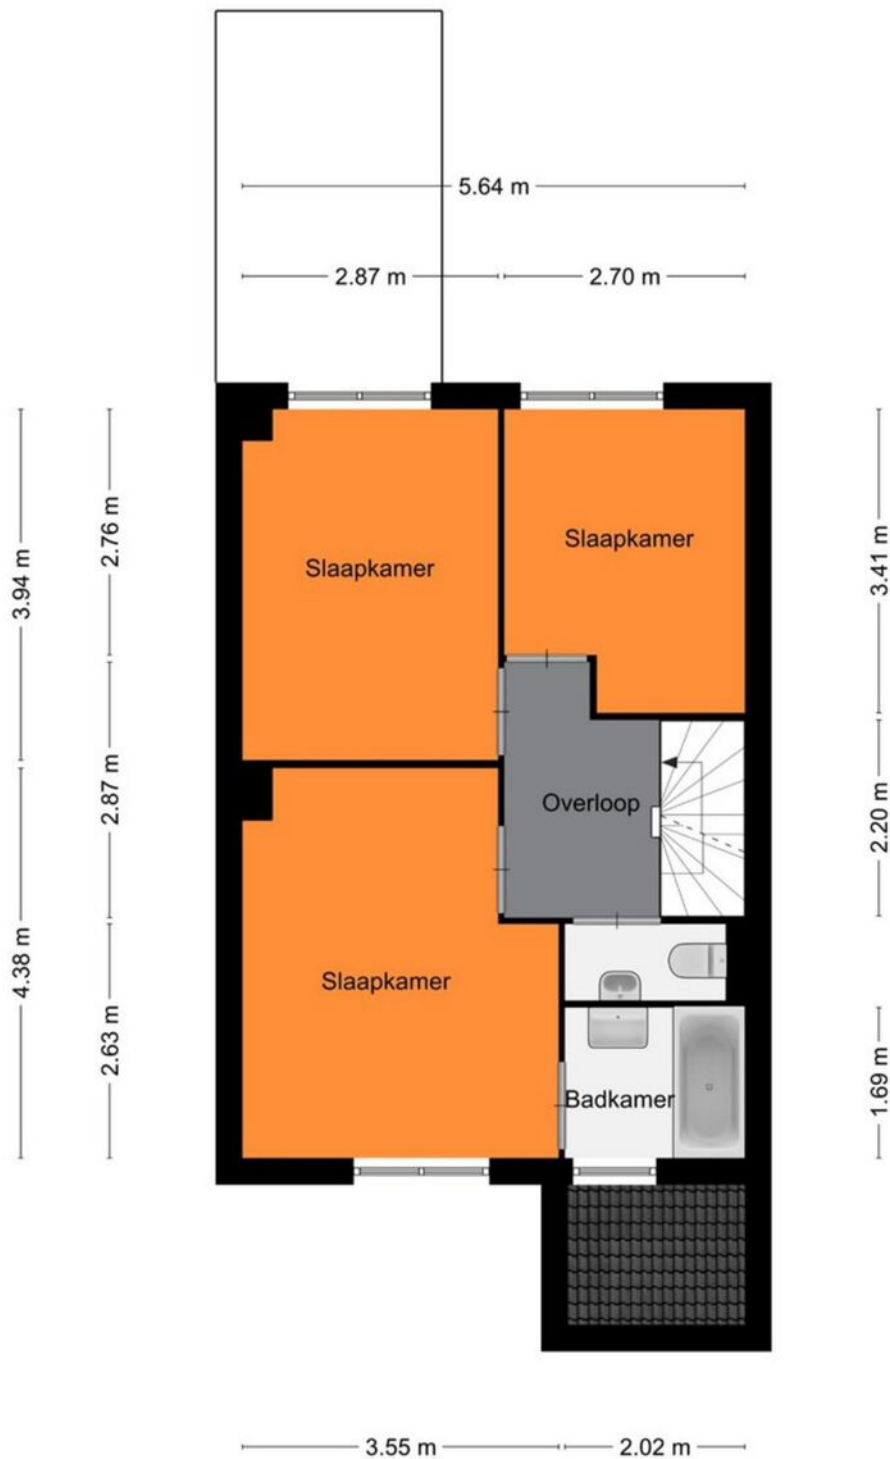 5.64 m
2.87 m
2.70 m
3.94 m
2.76 m
3.41 m
Slaapkamer
Slaapkamer
2.87 m
Overloop
2.20 m
4.38 m
Slaapkamer
2.63 m
Badkamer
1.69 m
3.55 m
2.02 m